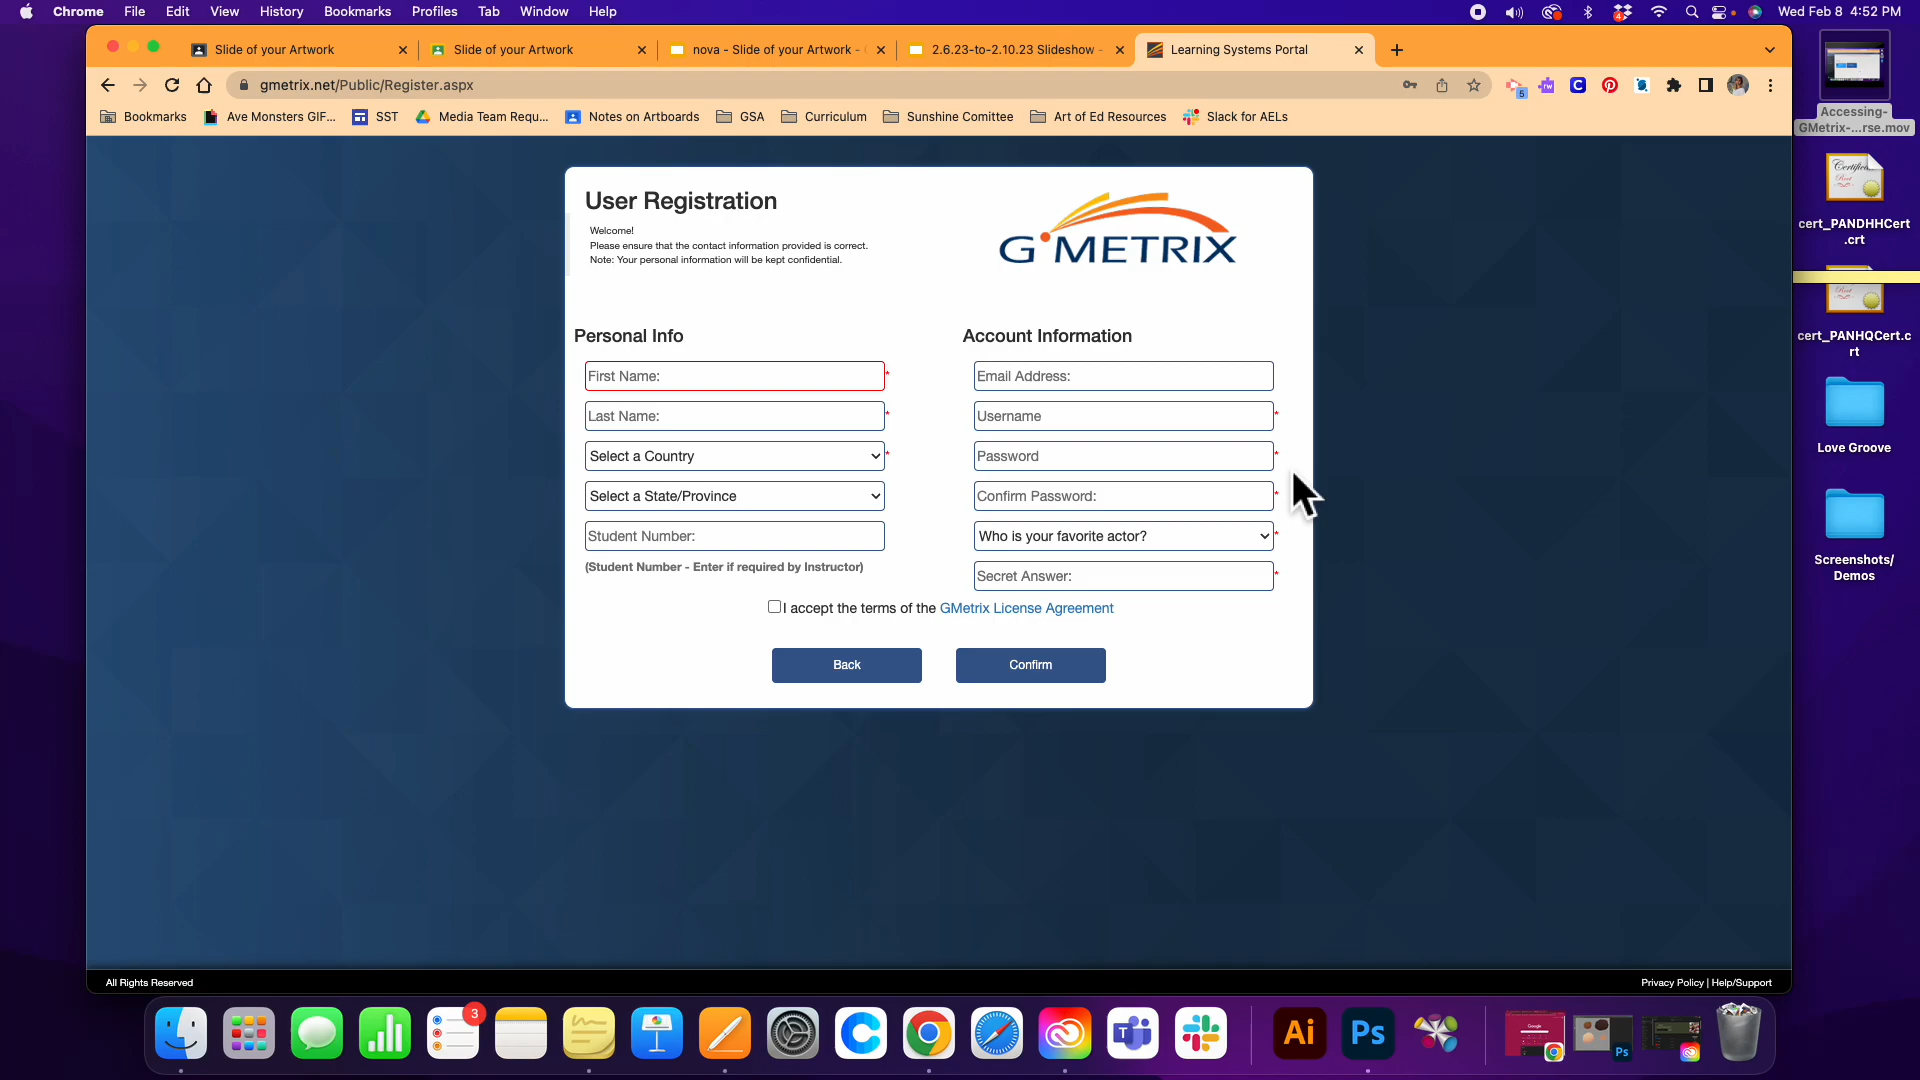 Chrome File Edit View History Bookmarks Profiles Tab Window Help
4
Wed Feb 8 4:52 PM
Slide of your Artwork
Slide of your Artwork
nova - Slide of your Artwork -
2.6.23-to-2.10.23 Slideshow -
Learning Systems Portal
gmetrix.net/Public/Register.aspx
5
rw
C
Bookmarks
Ave Monsters GIF...
SST
Media Team Requ...
Notes on Artboards
GSA
Curriculum
Sunshine Comittee
Art of Ed Resources
Slack for AELs
Accessing-
GMetrix-...rse.mov
cert_PANDHHCert
.crt
cert_PANHQCert.c
rt
Love Groove
Screenshots/
Demos
User Registration
Welcome!
Please ensure that the contact information provided is correct.
Note: Your personal information will be kept confidential.
G METRIX
Personal Info
First Name: *
Last Name: *
Select a Country *
Select a State/Province
Student Number:
(Student Number - Enter if required by Instructor)
Account Information
Email Address:
Username *
Password *
Confirm Password: *
Who is your favorite actor? *
Secret Answer: *
I accept the terms of the GMetrix License Agreement
Back
Confirm
All Rights Reserved
Privacy Policy | Help/Support
3
Ai
Ps
Ps